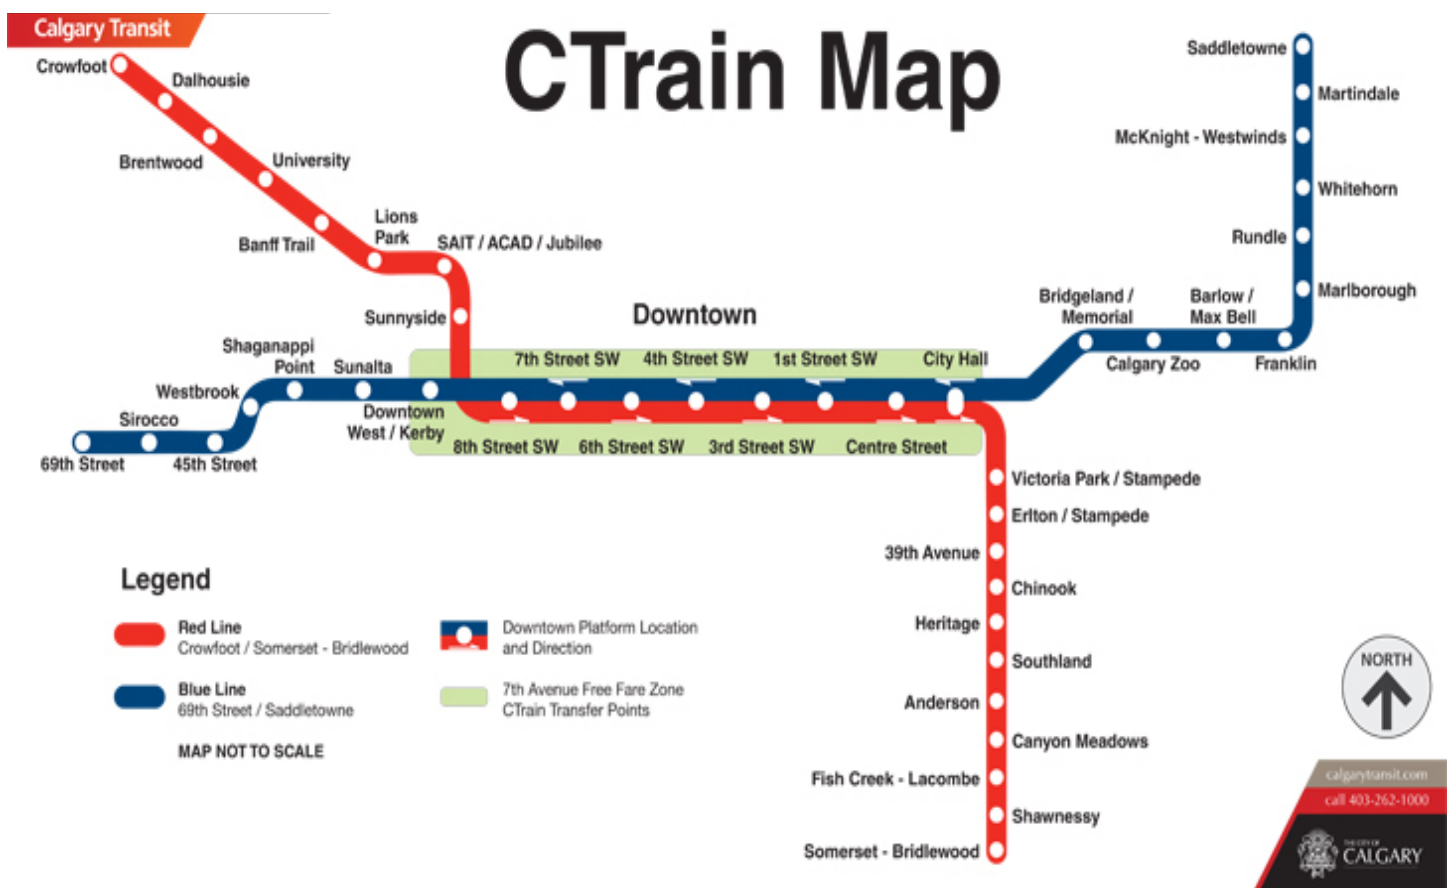 Calgary Transit
CTrain Map
Crowfoot
Dalhousie
Brentwood
University
Banff Trail
Lions
Park
SAIT / ACAD / Jubilee
Sunnyside
Saddletowne
Martindale
McKnight - Westwinds
Whitehorn
Rundle
Marlborough
Bridgeland /
Memorial
Barlow /
Max Bell
Calgary Zoo
Franklin
Downtown
7th Street SW
4th Street SW
1st Street SW
City Hall
Shaganappi
Point
Sunalta
Westbrook
Sirocco
69th Street
45th Street
Downtown
West / Kerby
8th Street SW
6th Street SW
3rd Street SW
Centre Street
Victoria Park / Stampede
Erlton / Stampede
39th Avenue
Chinook
Heritage
Southland
Anderson
Canyon Meadows
Fish Creek - Lacombe
Shawnessy
Somerset - Bridlewood
Legend
Red Line
Crowfoot / Somerset - Bridlewood
Blue Line
69th Street / Saddletowne
MAP NOT TO SCALE
Downtown Platform Location
and Direction
7th Avenue Free Fare Zone
CTrain Transfer Points
NORTH
calgarytransit.com
call 403-262-1000
THE CITY OF
CALGARY